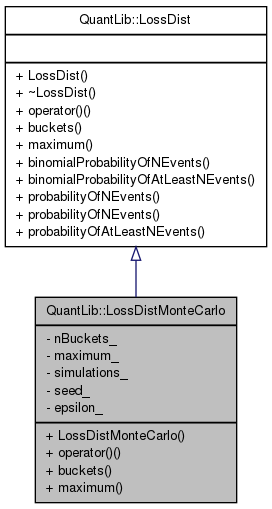 QuantLib::LossDist
+ LossDist()
+ ~LossDist()
+ operator()()
+ buckets()
+ maximum()
+ binomialProbabilityOfNEvents()
+ binomialProbabilityOfAtLeastNEvents()
+ probabilityOfNEvents()
+ probabilityOfNEvents()
+ probabilityOfAtLeastNEvents()
QuantLib::LossDistMonteCarlo
- nBuckets_
- maximum_
- simulations_
- seed_
- epsilon_
+ LossDistMonteCarlo()
+ operator()()
+ buckets()
+ maximum()